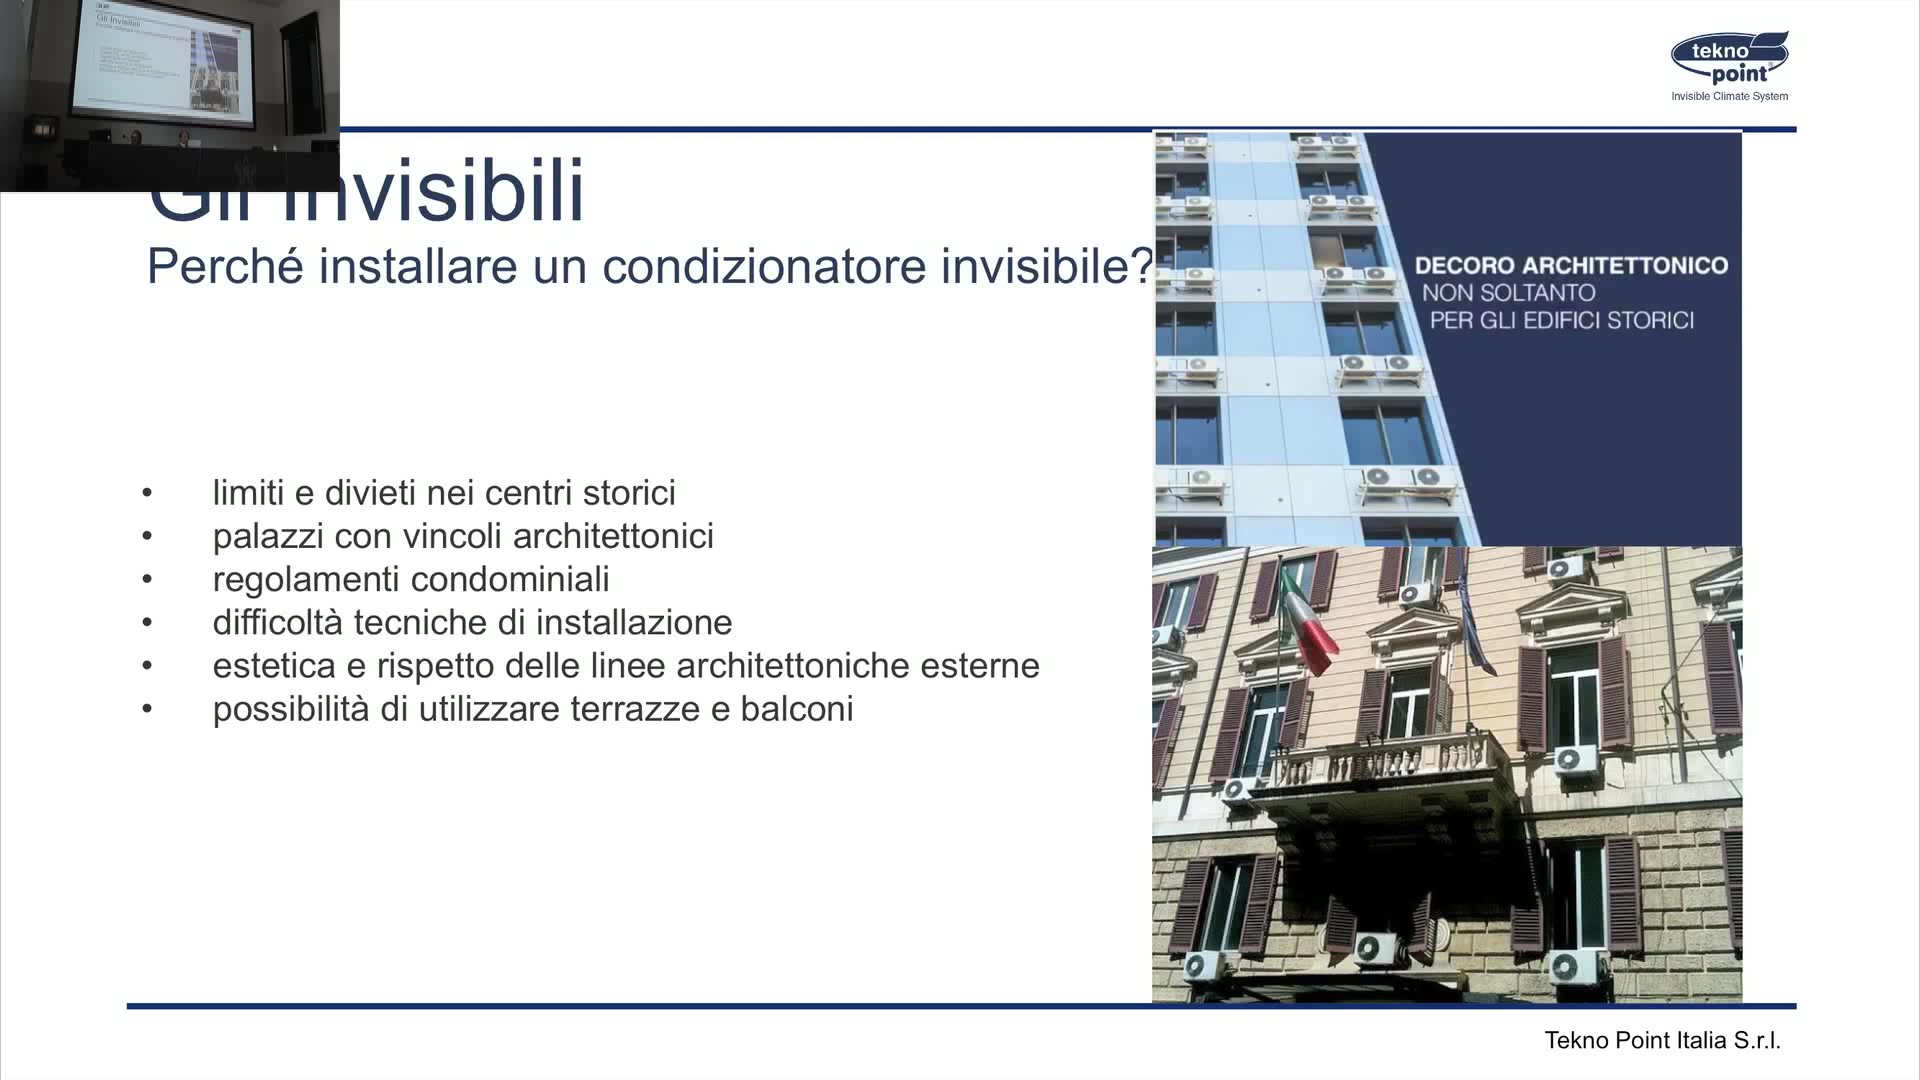 tekno
point®
Invisible Climate System
Gli Invisibili
Perché installare un condizionatore invisibile?
DECORO ARCHITETTONICO
NON SOLTANTO
PER GLI EDIFICI STORICI
• limiti e divieti nei centri storici
• palazzi con vincoli architettonici
• regolamenti condominiali
• difficoltà tecniche di installazione
• estetica e rispetto delle linee architettoniche esterne
• possibilità di utilizzare terrazze e balconi
Tekno Point Italia S.r.l.